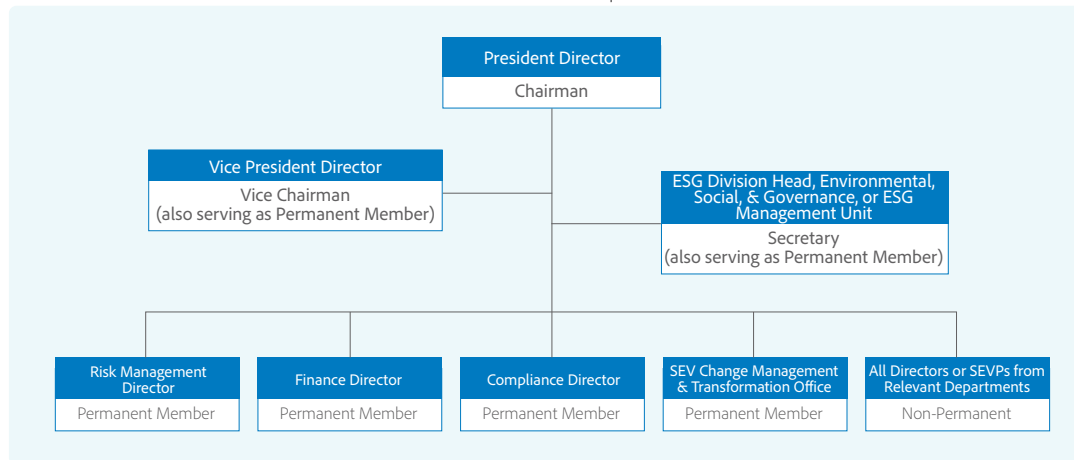 President Director
Chairman
Vice President Director
Vice Chairman
(also serving as Permanent Member)
ESG Division Head, Environmental,
Social, & Governance, or ESG
Management Unit
Secretary
(also serving as Permanent Member)
Risk Management
Director
Permanent Member
Finance Director
Permanent Member
Compliance Director
Permanent Member
SEV Change Management
& Transformation Office
Permanent Member
All Directors or SEVPs from
Relevant Departments
Non-Permanent